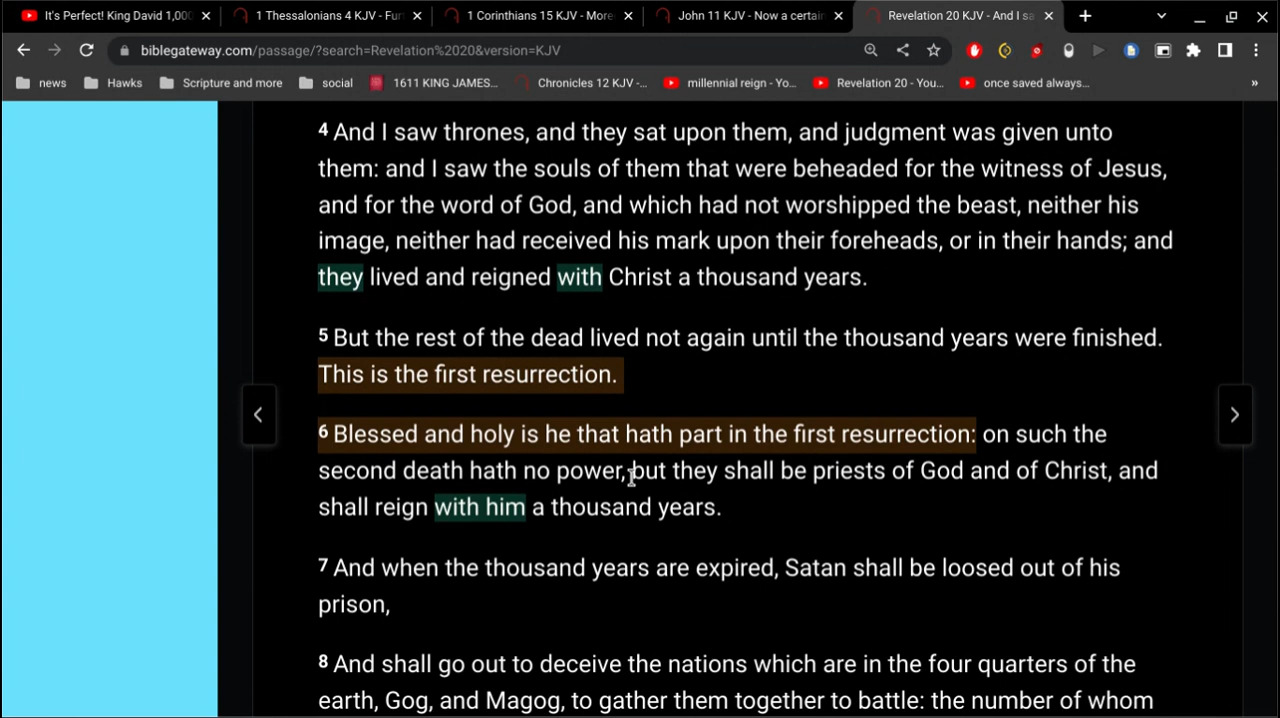 It's Perfect! King David 1,000
1 Thessalonians 4 KJV - Fur
1 Corinthians 15 KJV - More
John 11 KJV - Now a certain
Revelation 20 KJV - And I sa
biblegateway.com/passage/?search=Revelation%2020&version=KJV
news
Hawks
Scripture and more
social
1611 KING JAMES...
Chronicles 12 KJV -...
millennial reign - Yo...
Revelation 20 - You...
once saved always...
»
4 And I saw thrones, and they sat upon them, and judgment was given unto
them: and I saw the souls of them that were beheaded for the witness of Jesus,
and for the word of God, and which had not worshipped the beast, neither his
image, neither had received his mark upon their foreheads, or in their hands; and
they lived and reigned with Christ a thousand years.
5 But the rest of the dead lived not again until the thousand years were finished.
This is the first resurrection.
6 Blessed and holy is he that hath part in the first resurrection: on such the
second death hath no power, but they shall be priests of God and of Christ, and
shall reign with him a thousand years.
7 And when the thousand years are expired, Satan shall be loosed out of his
prison,
8 And shall go out to deceive the nations which are in the four quarters of the
earth, Gog, and Magog, to gather them together to battle: the number of whom